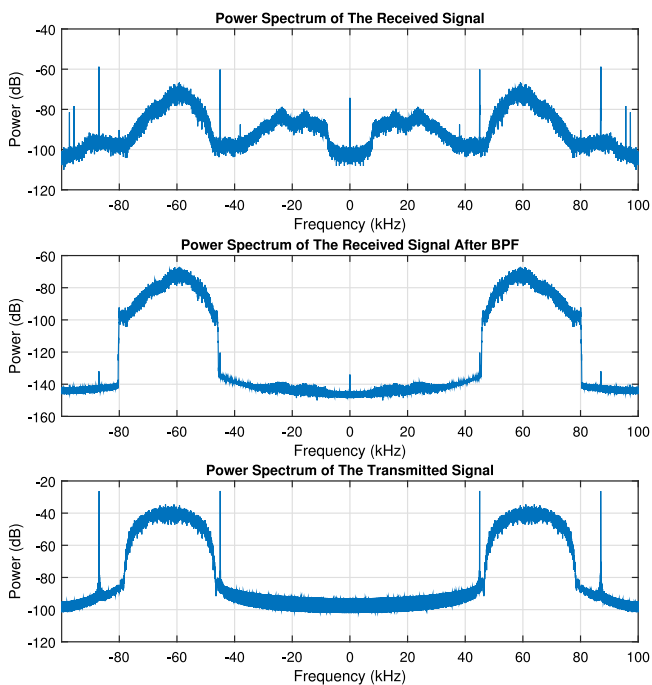 Power Spectrum of The Received Signal
-40
-60
-80
-100
-120
Power (dB)
-80 -60 -40 -20 0 20 40 60 80 100
Frequency (kHz)
Power Spectrum of The Received Signal After BPF
-60
-80
-100
-120
-140
-160
Power (dB)
-80 -60 -40 -20 0 20 40 60 80 100
Frequency (kHz)
Power Spectrum of The Transmitted Signal
-20
-40
-60
-80
-100
-120
Power (dB)
-80 -60 -40 -20 0 20 40 60 80 100
Frequency (kHz)